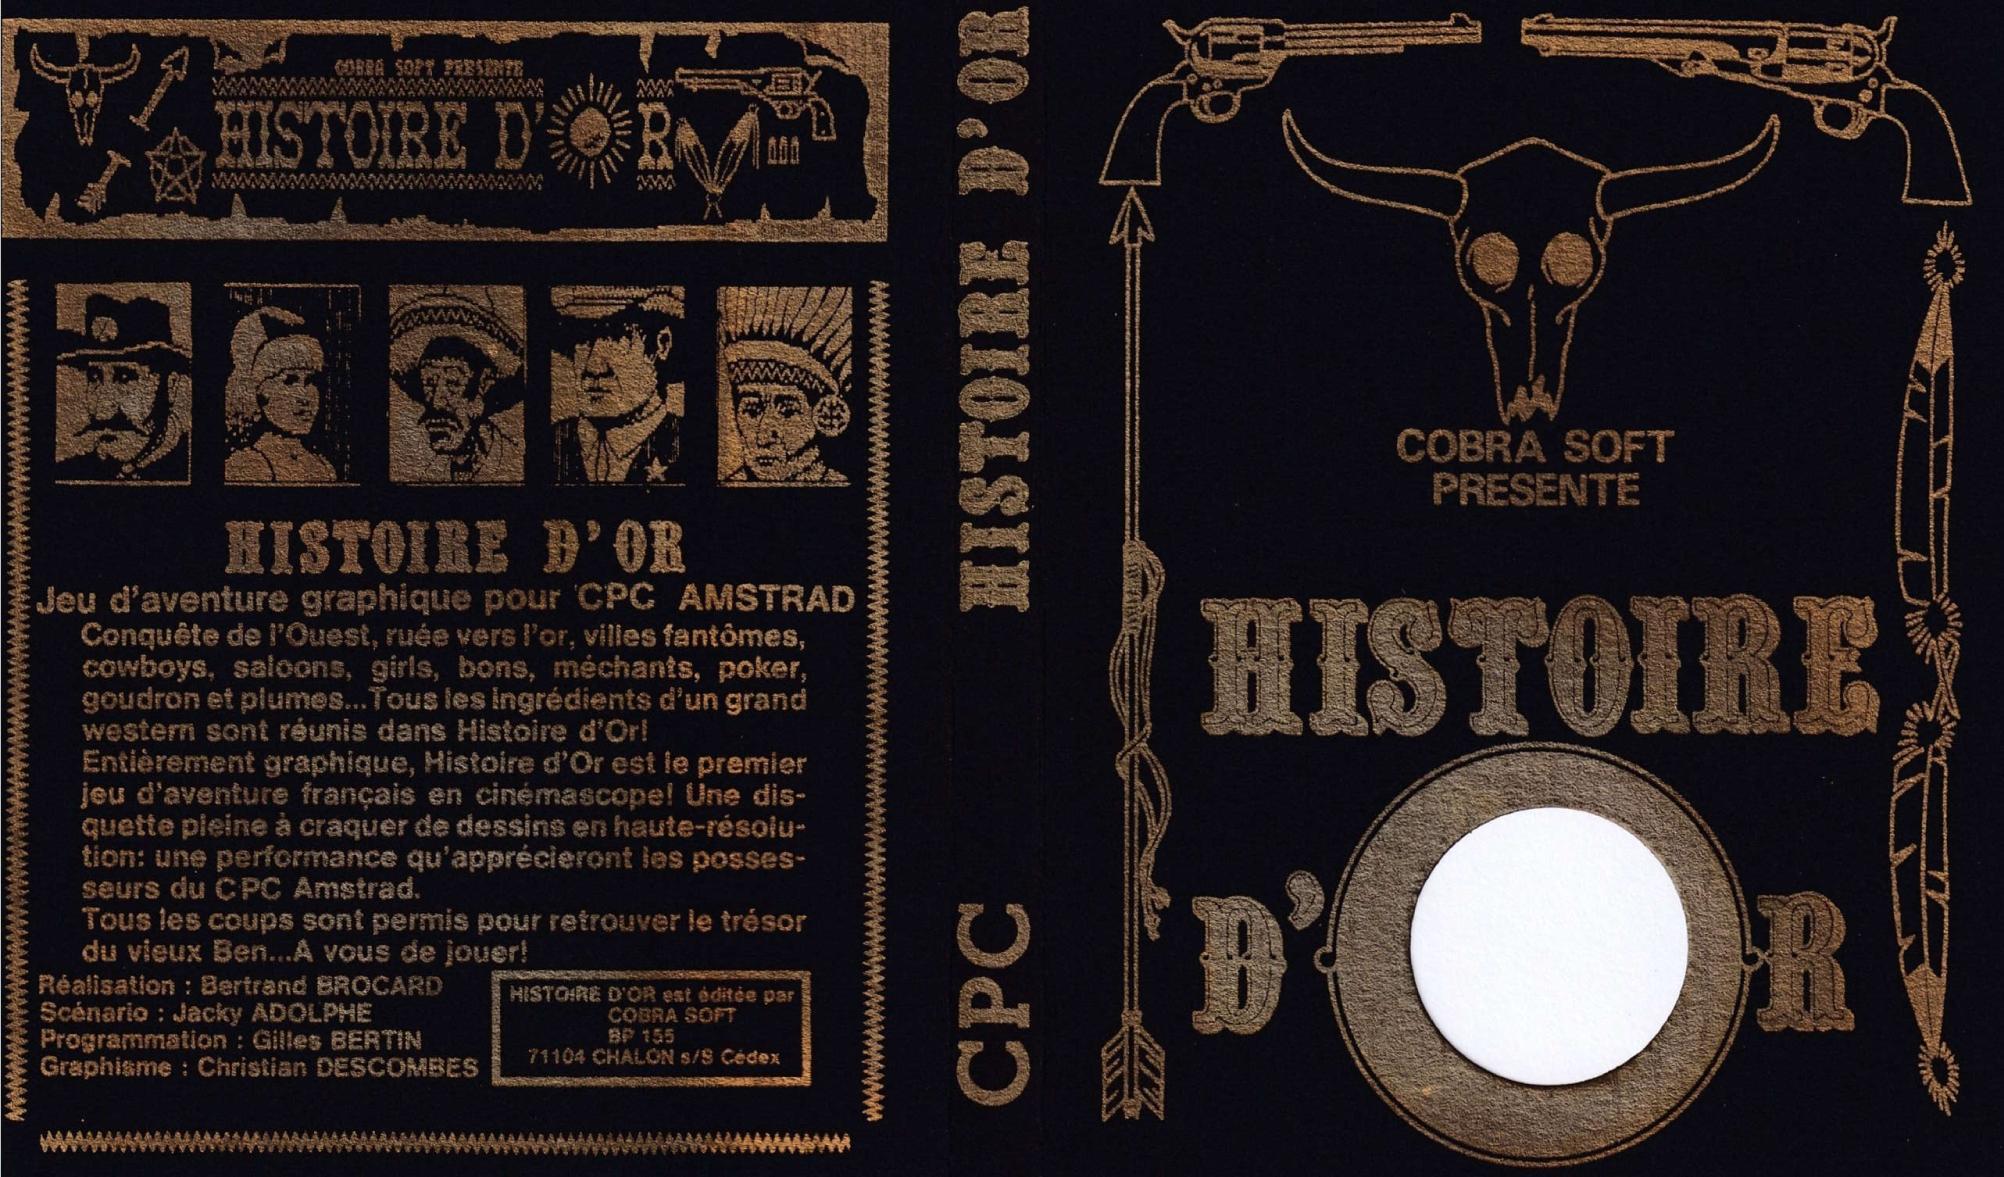 COBRA SOFT PRESENTE
HISTOIRE D'OR
HISTOIRE D'OR
Jeu d'aventure graphique pour CPC AMSTRAD
Conquête de l'Ouest, ruée vers l'or, villes fantômes,
cowboys, saloons, girls, bons, méchants, poker,
goudron et plumes...Tous les ingrédients d'un grand
western sont réunis dans Histoire d'Or!
Entièrement graphique, Histoire d'Or est le premier
jeu d'aventure français en cinémascope! Une dis-
quette pleine à craquer de dessins en haute-résolu-
tion: une performance qu'apprécieront les posses-
seurs du CPC Amstrad.
Tous les coups sont permis pour retrouver le trésor
du vieux Ben...A vous de jouer!
Réalisation : Bertrand BROCARD
Scénario : Jacky ADOLPHE
Programmation : Gilles BERTIN
Graphisme : Christian DESCOMBES
HISTOIRE D'OR est éditée par
COBRA SOFT
BP 155
71104 CHALON s/S Cédex
HISTOIRE D'OR
CPC
COBRA SOFT
PRESENTE
HISTOIRE
D'OR